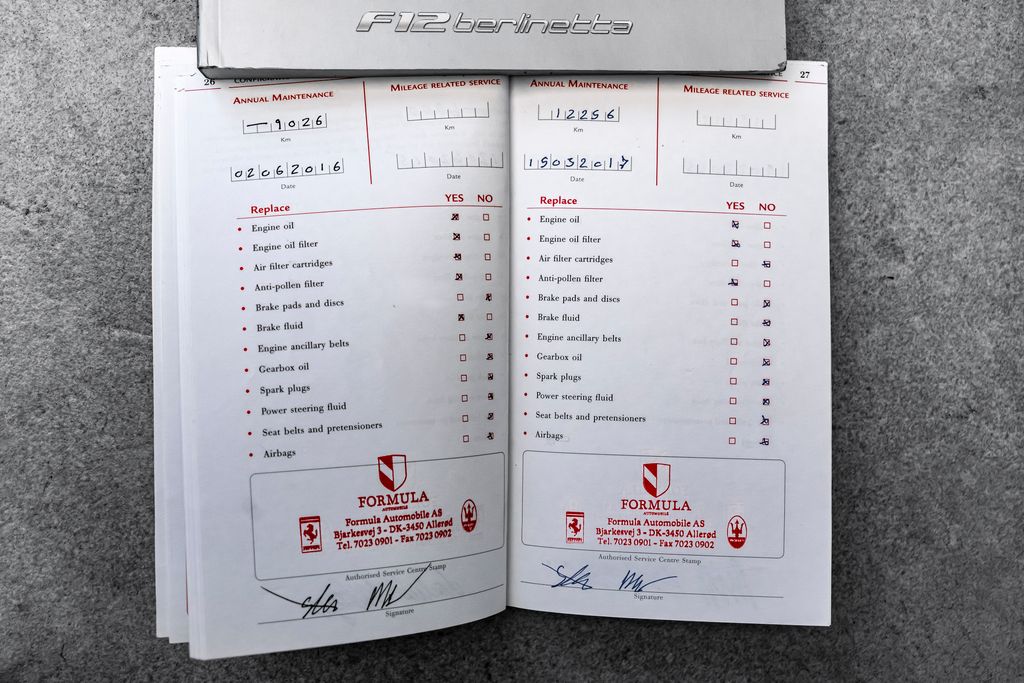 F12berlinetta
26
ANNUAL MAINTENANCE
MILEAGE RELATED SERVICE
—9026
Km
Km
02062016
Date
Date
Replace YES NO
• Engine oil
• Engine oil filter
• Air filter cartridges
• Anti-pollen filter
• Brake pads and discs
• Brake fluid
• Engine ancillary belts
• Gearbox oil
• Spark plugs
• Power steering fluid
• Seat belts and pretensioners
• Airbags
FORMULA
AUTOMOBILE
Formula Automobile AS
Bjarkesvej 3 - DK-3450 Allerød
Tel. 7023 0901 - Fax 7023 0902
Authorised Service Centre Stamp
Signature
27
ANNUAL MAINTENANCE
MILEAGE RELATED SERVICE
12256
Km
Km
15032017
Date
Date
Replace YES NO
• Engine oil
• Engine oil filter
• Air filter cartridges
• Anti-pollen filter
• Brake pads and discs
• Brake fluid
• Engine ancillary belts
• Gearbox oil
• Spark plugs
• Power steering fluid
• Seat belts and pretensioners
• Airbags
FORMULA
AUTOMOBILE
Formula Automobile AS
Bjarkesvej 3 - DK-3450 Allerød
Tel. 7023 0901 - Fax 7023 0902
Authorised Service Centre Stamp
Signature